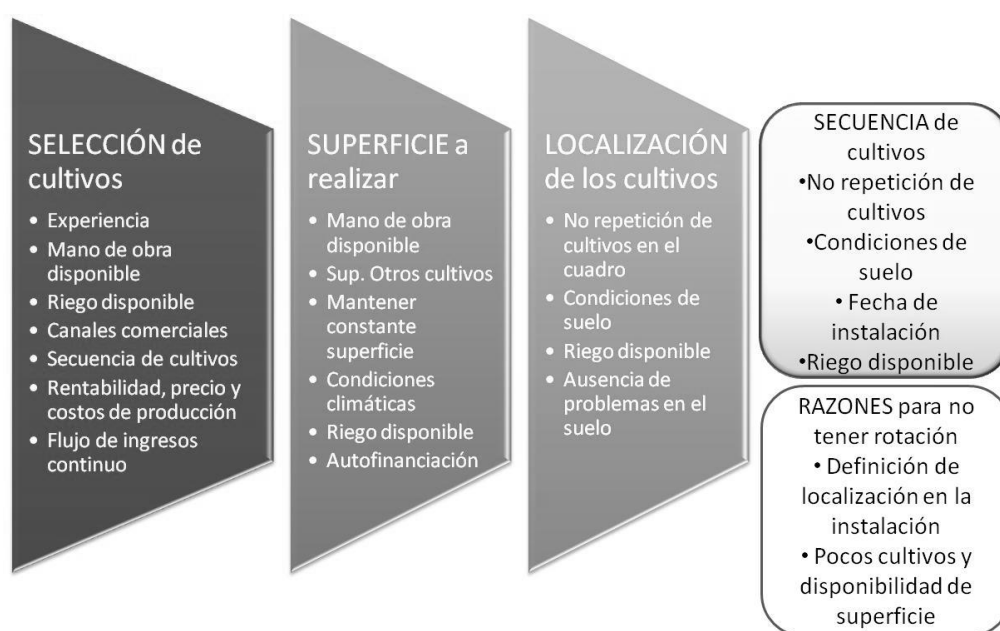 SELECCIÓN de
cultivos
• Experiencia
• Mano de obra
disponible
• Riego disponible
• Canales comerciales
• Secuencia de cultivos
• Rentabilidad, precio y
costos de producción
• Flujo de ingresos
continuo
SUPERFICIE a
realizar
• Mano de obra
disponible
• Sup. Otros cultivos
• Mantener
constante
superficie
• Condiciones
climáticas
• Riego disponible
• Autofinanciación
LOCALIZACIÓN
de los cultivos
• No repetición de
cultivos en el
cuadro
• Condiciones de
suelo
• Riego disponible
• Ausencia de
problemas en el
suelo
SECUENCIA de
cultivos
•No repetición de
cultivos
•Condiciones de
suelo
• Fecha de
instalación
•Riego disponible
RAZONES para no
tener rotación
• Definición de
localización en la
instalación
• Pocos cultivos y
disponibilidad de
superficie